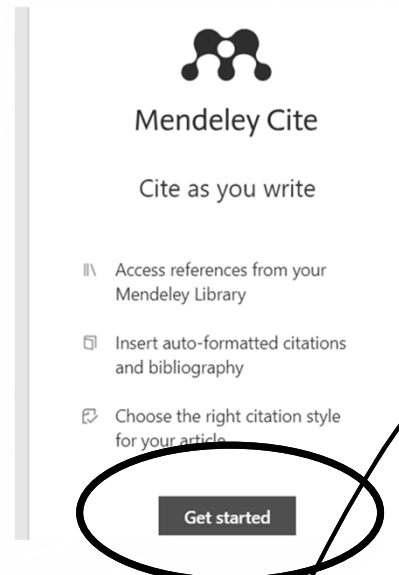 Mendeley Cite
Cite as you write
Access references from your
Mendeley Library
Insert auto-formatted citations
and bibliography
Choose the right citation style
for your article
Get started